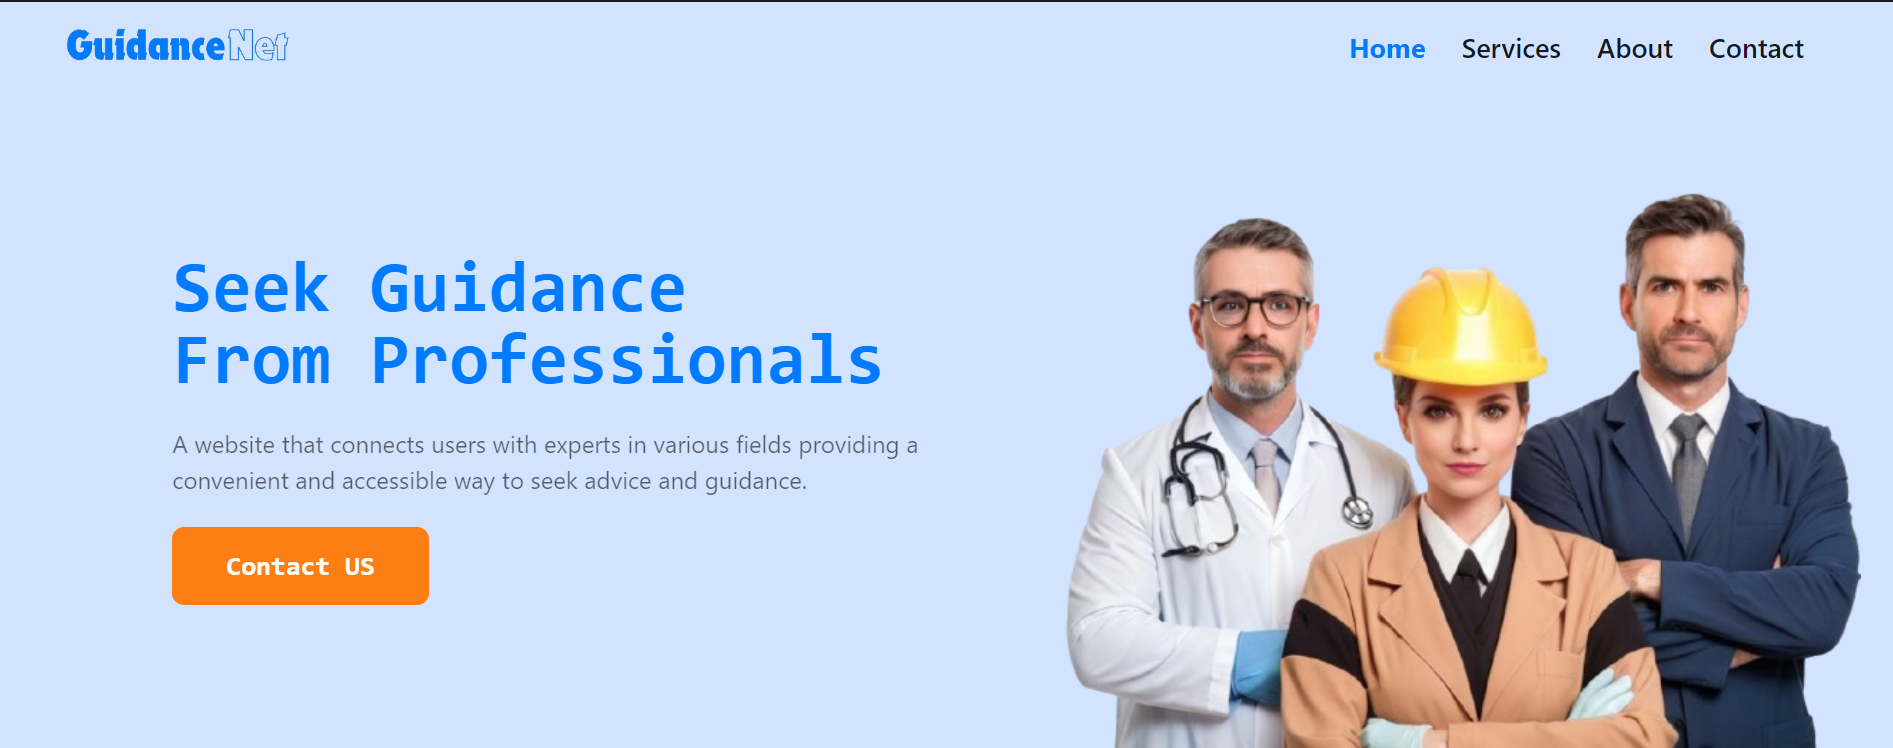 GuidanceNet
Home Services About Contact
Seek Guidance
From Professionals
A website that connects users with experts in various fields providing a
convenient and accessible way to seek advice and guidance.
Contact US